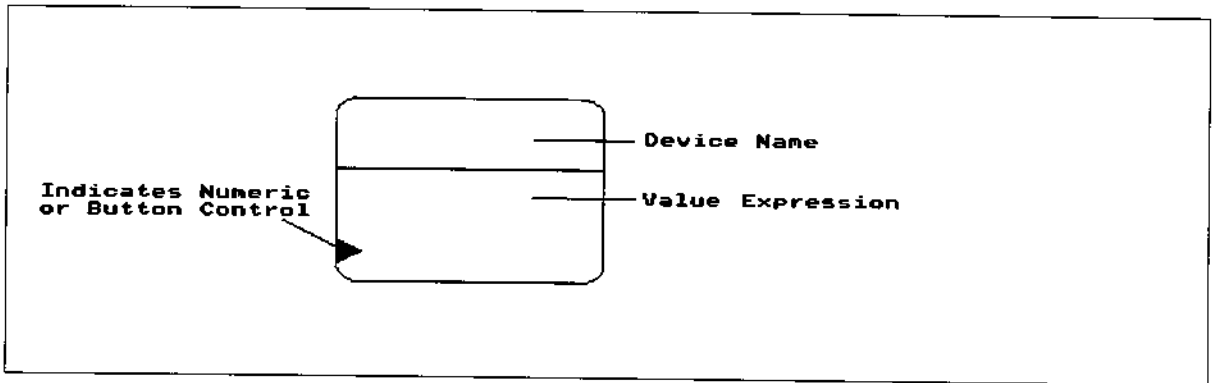 Device Name
Indicates Numeric
or Button Control
Value Expression